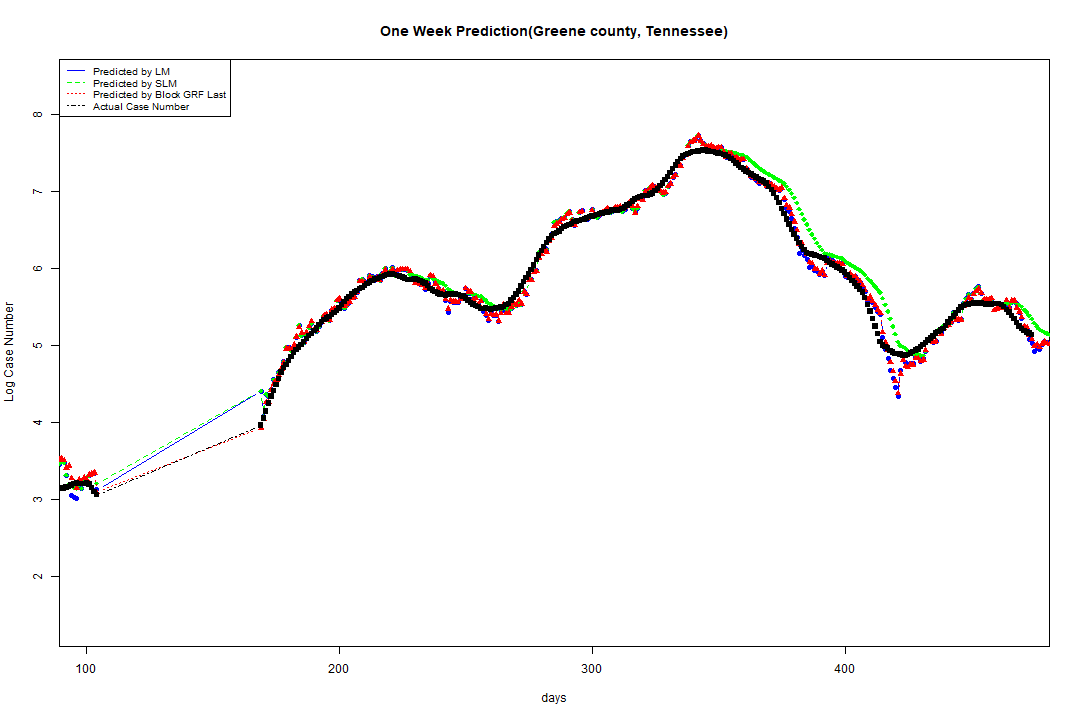 One Week Prediction(Greene county, Tennessee)
Predicted by LM
Predicted by SLM
Predicted by Block GRF Last
Actual Case Number
8
7
6
5
4
3
2
Log Case Number
100 200 300 400
days